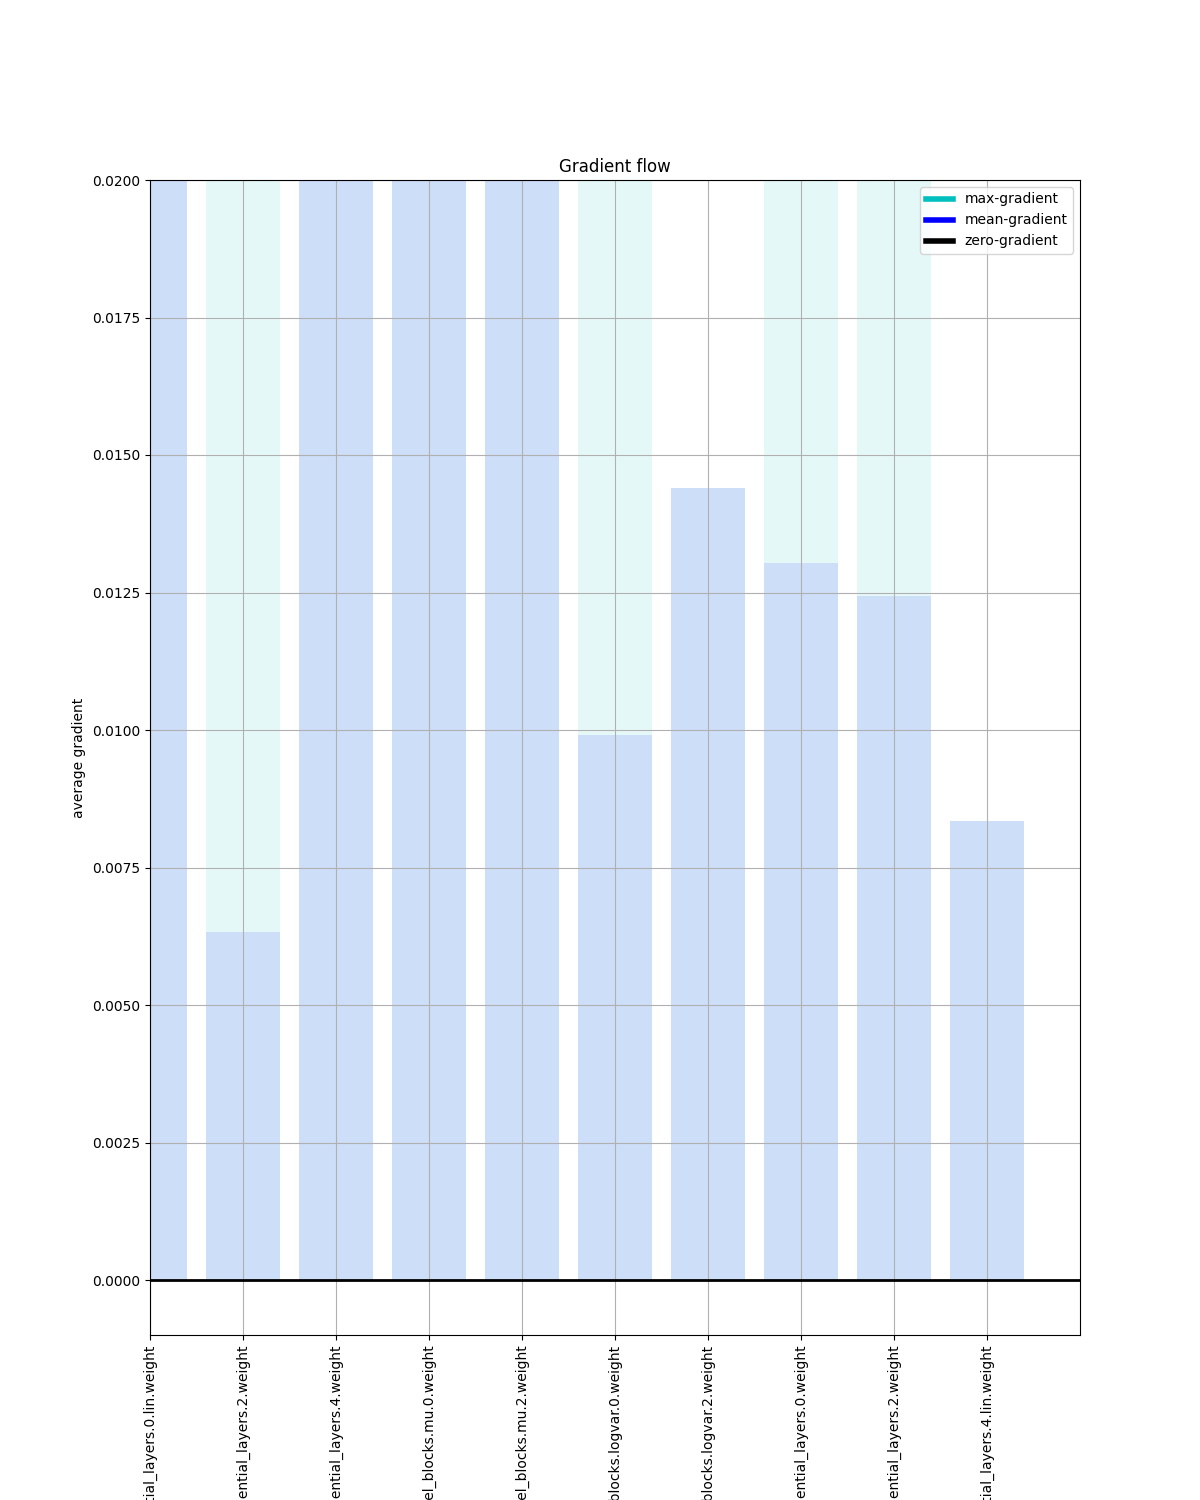 Gradient flow
max-gradient
mean-gradient
zero-gradient
0.0200
0.0175
0.0150
0.0125
0.0100
0.0075
0.0050
0.0025
0.0000
average gradient
tial_layers.0.lin.weight
ential_layers.2.weight
ential_layers.4.weight
el_blocks.mu.0.weight
el_blocks.mu.2.weight
blocks.logvar.0.weight
blocks.logvar.2.weight
ential_layers.0.weight
ential_layers.2.weight
tial_layers.4.lin.weight